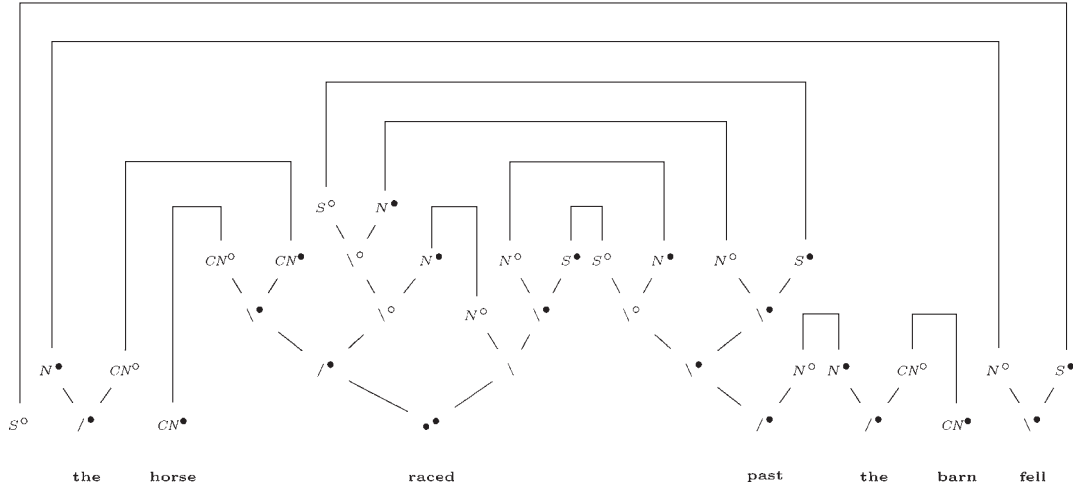 S° N•
CN° CN• \° N• N° S• S° N• N° S•
\• \° N° \• \° \•
N• CN° /• \ \• N° N• CN° N° S•
S° /• CN• •• /• /• CN• \•
the horse raced past the barn fell